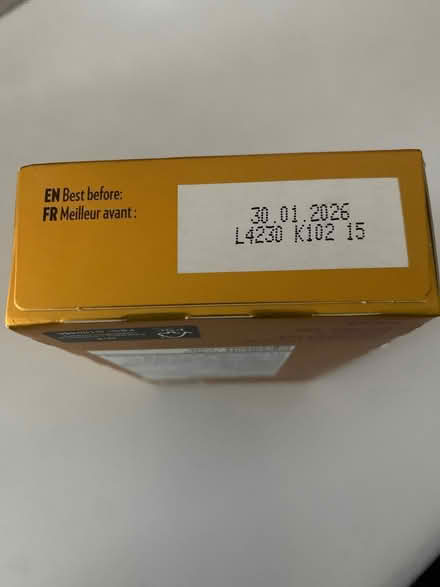 EN Best before:
FR Meilleur avant :
30.01.2026
L4230 K102 15